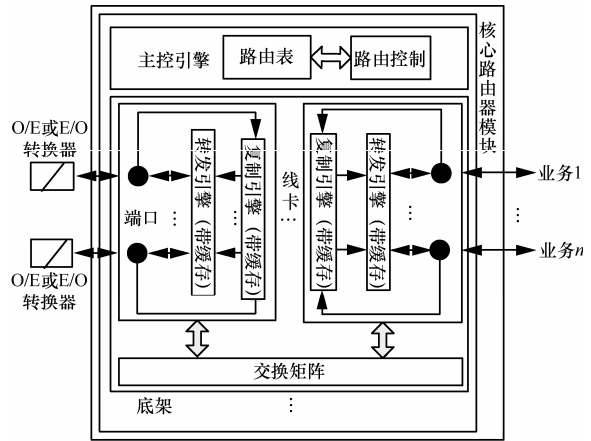 核心路由器模块
主控引擎
路由表
路由控制
O/E或E/O
转换器
端口
转发引擎（带缓存）
复制引擎（带缓存）
线卡
复制引擎（带缓存）
转发引擎（带缓存）
业务1
业务n
O/E或E/O
转换器
交换矩阵
底架